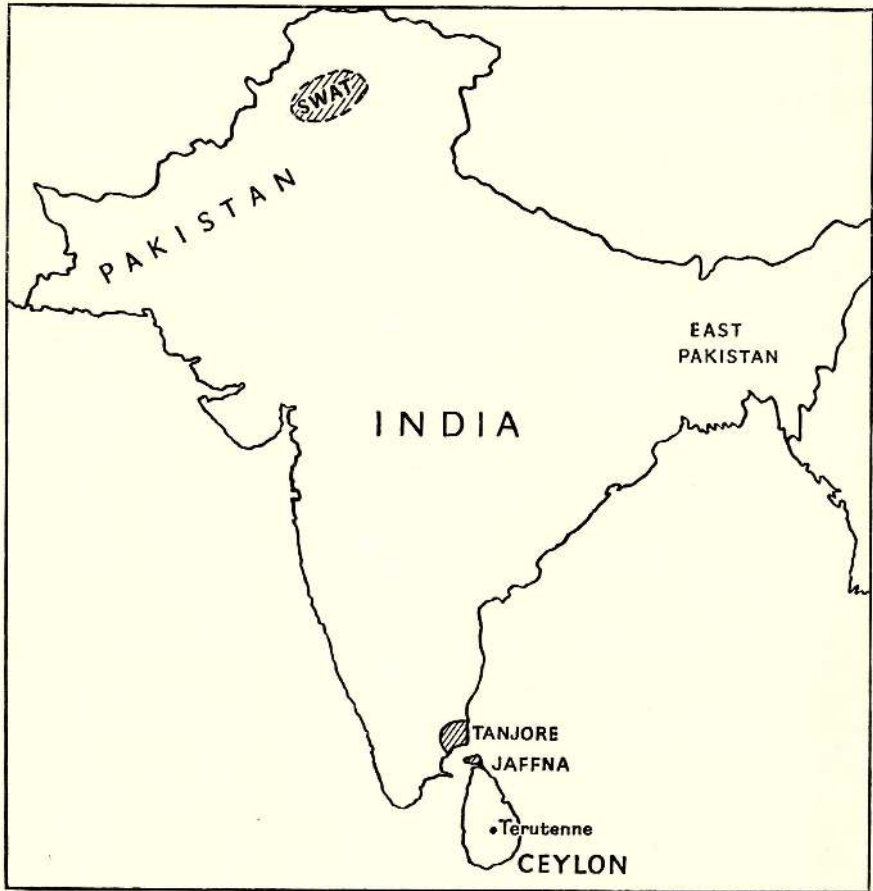 SWAT
PAKISTAN
EAST
PAKISTAN
INDIA
TANJORE
JAFFNA
Terutenne
CEYLON